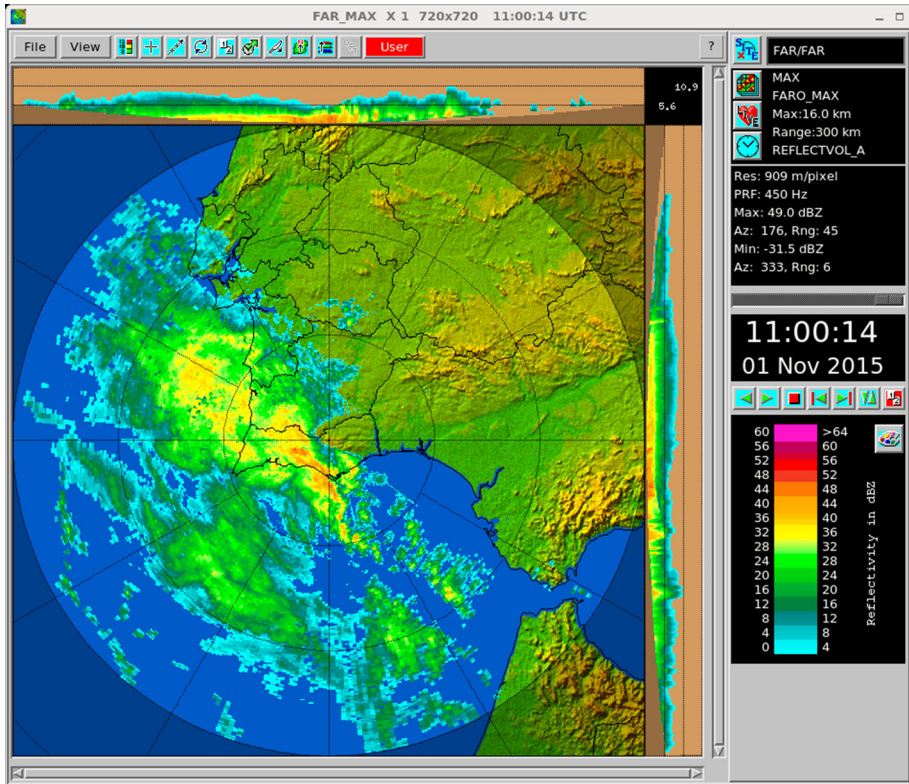 FAR_MAX X 1 720x720 11:00:14 UTC
File View User ?
SITE
FAR/FAR
10.9
5.6
MAX
FARO_MAX
Max:16.0 km
TIME
Range:300 km
REFLECTVOL_A
Res: 909 m/pixel
PRF: 450 Hz
Max: 49.0 dBZ
Az: 176, Rng: 45
Min: -31.5 dBZ
Az: 333, Rng: 6
11:00:14
01 Nov 2015
60 >64
56 60
52 56
48 52
44 48
40 44
36 40
32 36
28 32
24 28
20 24
16 20
12 16
8 12
4 8
0 4
Reflectivity in dBZ